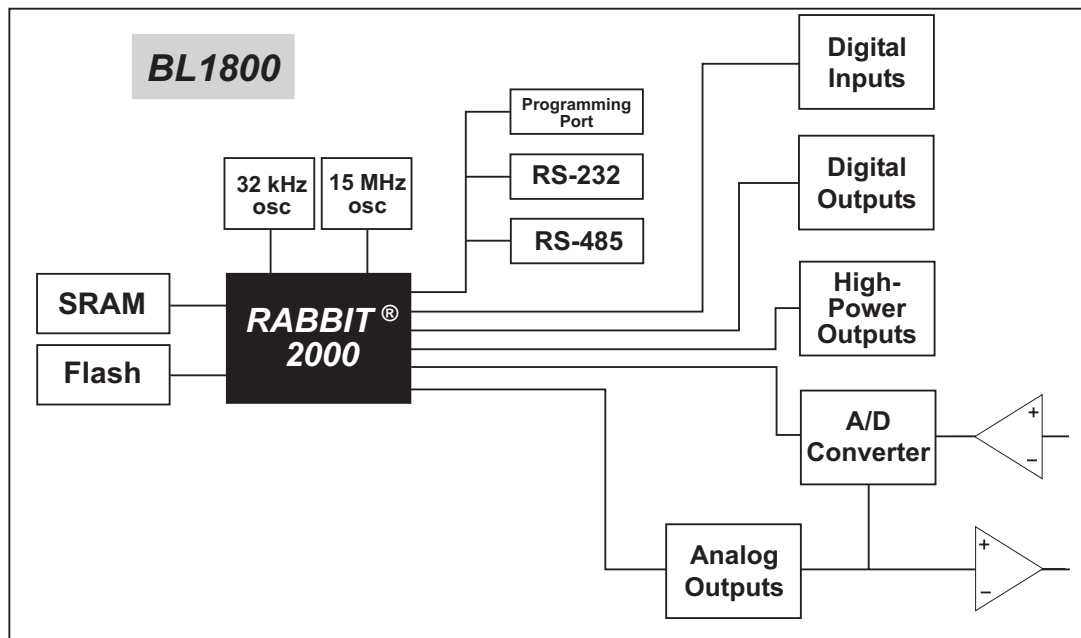 BL1800
Digital
Inputs
Programming
Port
RS-232
RS-485
Digital
Outputs
32 kHz
osc
15 MHz
osc
SRAM
Flash
RABBIT ®
2000
High-
Power
Outputs
A/D
Converter
+
−
Analog
Outputs
+
−